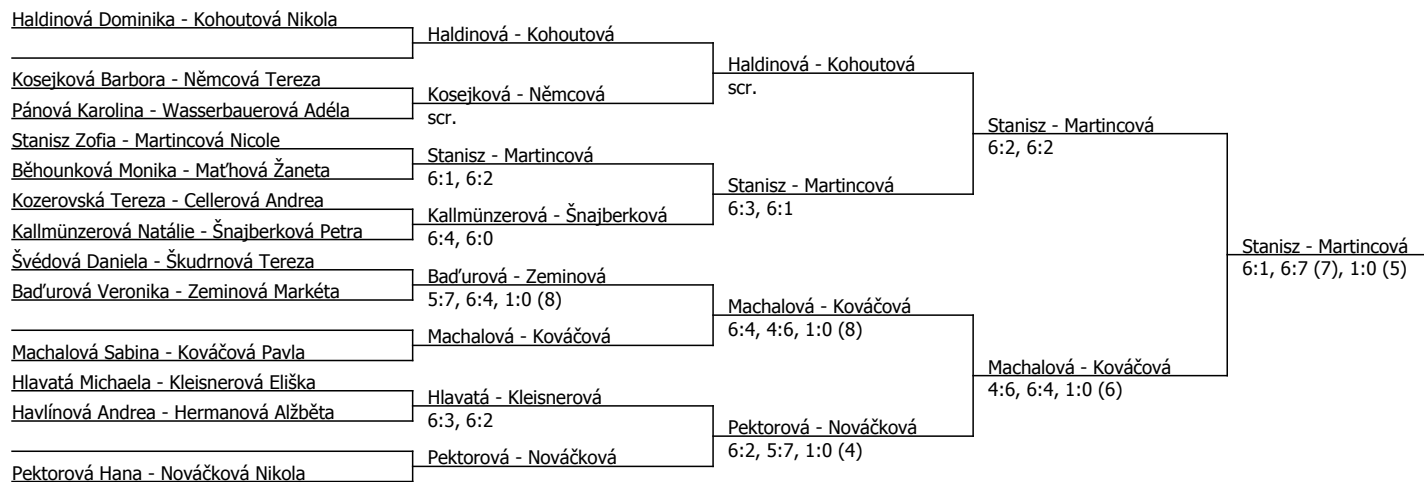 Haldinová Dominika - Kohoutová Nikola
Kosejková Barbora - Němcová Tereza
Pánová Karolina - Wasserbauerová Adéla
Stanisz Zofia - Martincová Nicole
Běhounková Monika - Maťhová Žaneta
Kozerovská Tereza - Cellerová Andrea
Kallmünzerová Natálie - Šnajberková Petra
Švédová Daniela - Škudrnová Tereza
Baďurová Veronika - Zeminová Markéta
Machalová Sabina - Kováčová Pavla
Hlavatá Michaela - Kleisnerová Eliška
Havlínová Andrea - Hermanová Alžběta
Pektorová Hana - Nováčková Nikola
Haldinová - Kohoutová
Kosejková - Němcová
scr.
Stanisz - Martincová
6:1, 6:2
Kallmünzerová - Šnajberková
6:4, 6:0
Baďurová - Zeminová
5:7, 6:4, 1:0 (8)
Machalová - Kováčová
Hlavatá - Kleisnerová
6:3, 6:2
Pektorová - Nováčková
Haldinová - Kohoutová
scr.
Stanisz - Martincová
6:3, 6:1
Machalová - Kováčová
6:4, 4:6, 1:0 (8)
Pektorová - Nováčková
6:2, 5:7, 1:0 (4)
Stanisz - Martincová
6:2, 6:2
Machalová - Kováčová
4:6, 6:4, 1:0 (6)
Stanisz - Martincová
6:1, 6:7 (7), 1:0 (5)